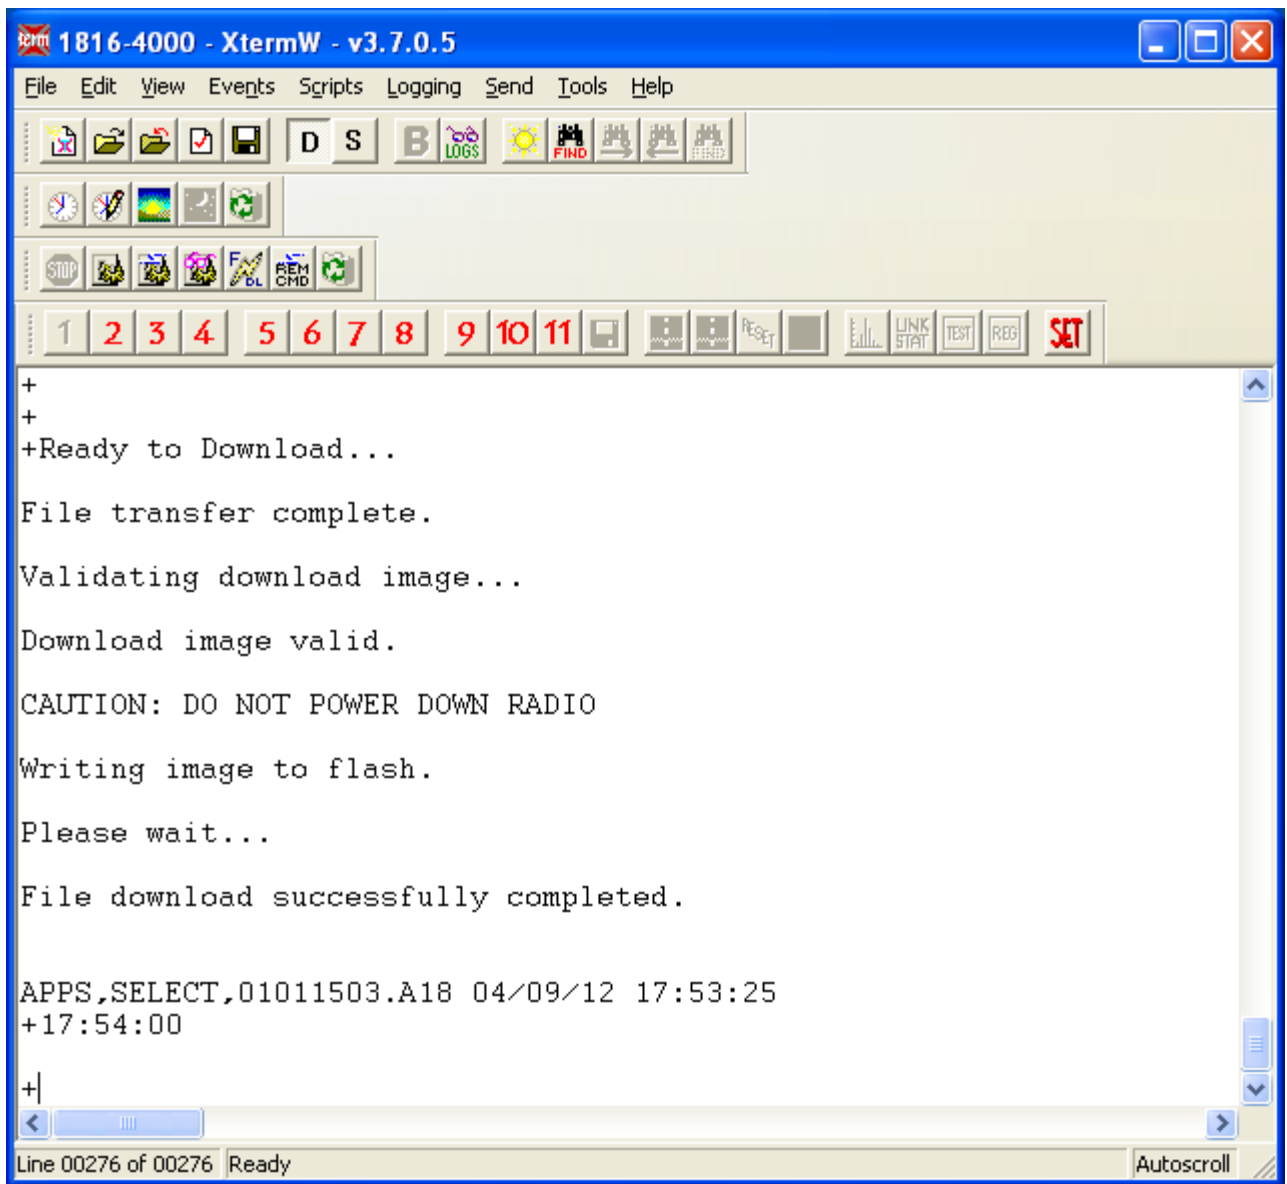 term 1816-4000 - XtermW - v3.7.0.5
File Edit View Events Scripts Logging Send Tools Help
D S B LOGS FIND FIND
STOP F DL REM CMD
1 2 3 4 5 6 7 8 9 10 11 RESET LINK STAT TEST REG SET
+
+
+Ready to Download...
File transfer complete.
Validating download image...
Download image valid.
CAUTION: DO NOT POWER DOWN RADIO
Writing image to flash.
Please wait...
File download successfully completed.
APPS,SELECT,01011503.A18 04/09/12 17:53:25
+17:54:00
+
Line 00276 of 00276 Ready Autoscroll